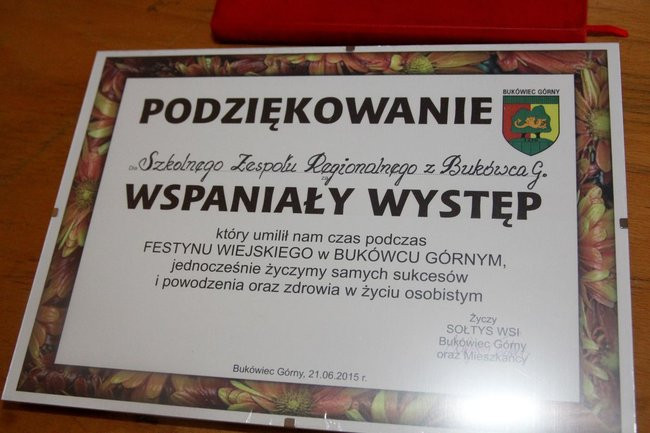 BUKÓWIEC GÓRNY
PODZIĘKOWANIE
Dla Szkolnego Zespołu Regionalnego z Bukówca G.
Za
WSPANIAŁY WYSTĘP
który umilił nam czas podczas
FESTYNU WIEJSKIEGO w BUKÓWCU GÓRNYM,
jednocześnie życzymy samych sukcesów
i powodzenia oraz zdrowia w życiu osobistym
Życzy
SOŁTYS WSI
Bukówiec Górny
oraz Mieszkańcy
Bukówiec Górny, 21.06.2015 r.